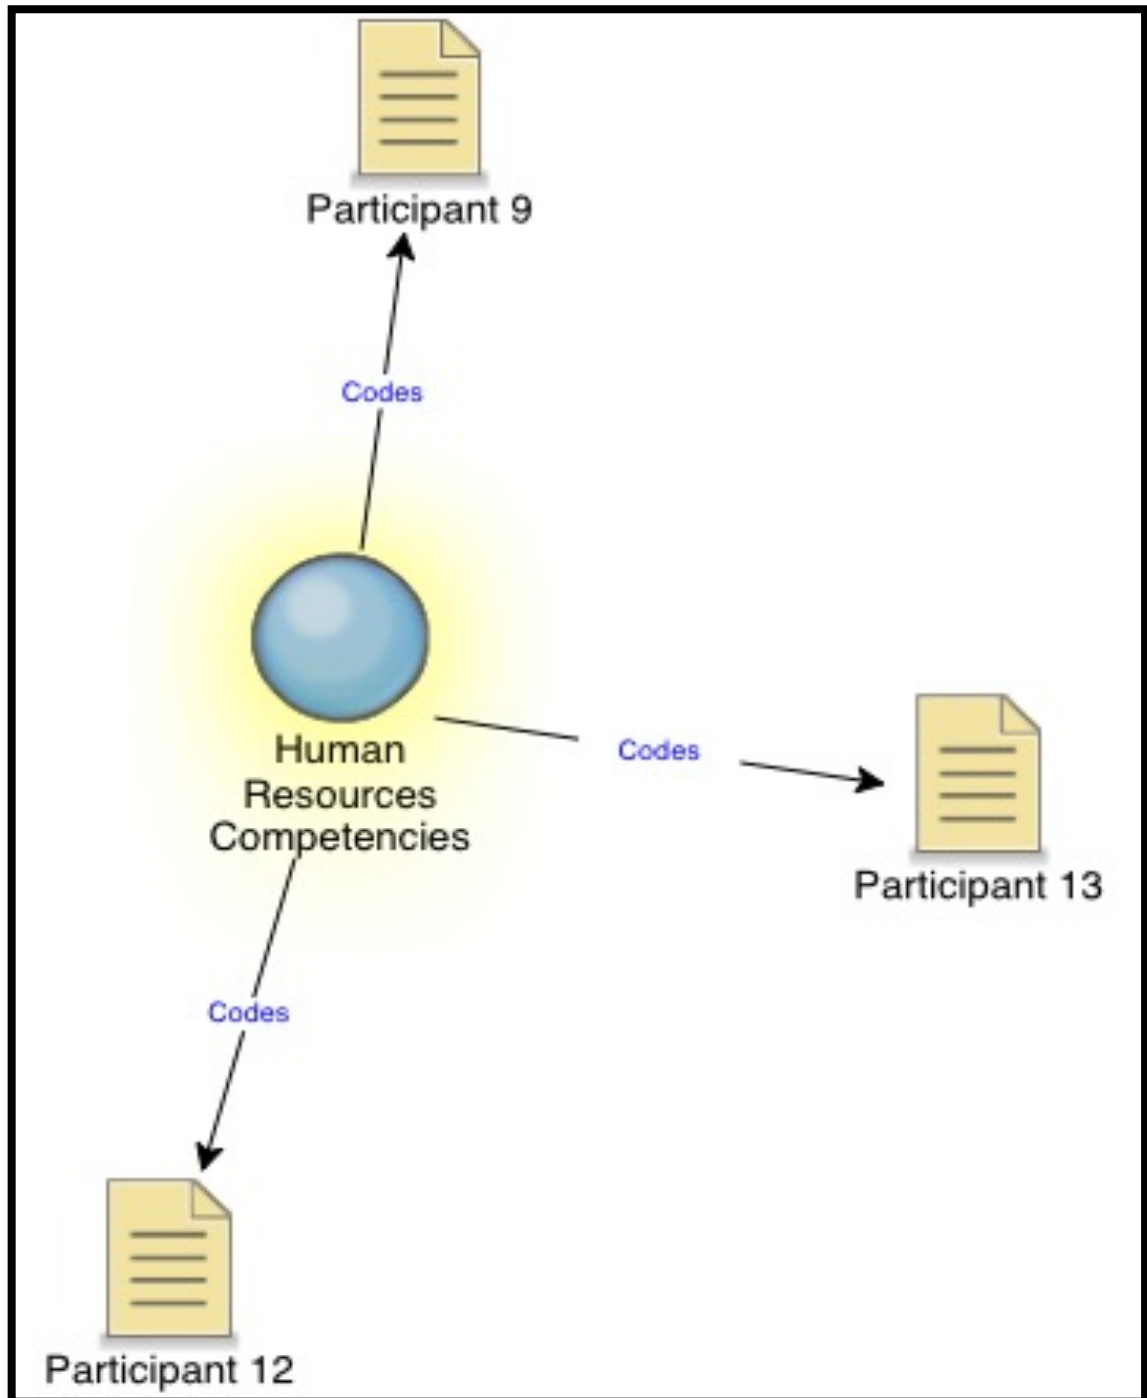 Participant 9
Codes
Human
Resources
Competencies
Codes
Participant 13
Codes
Participant 12